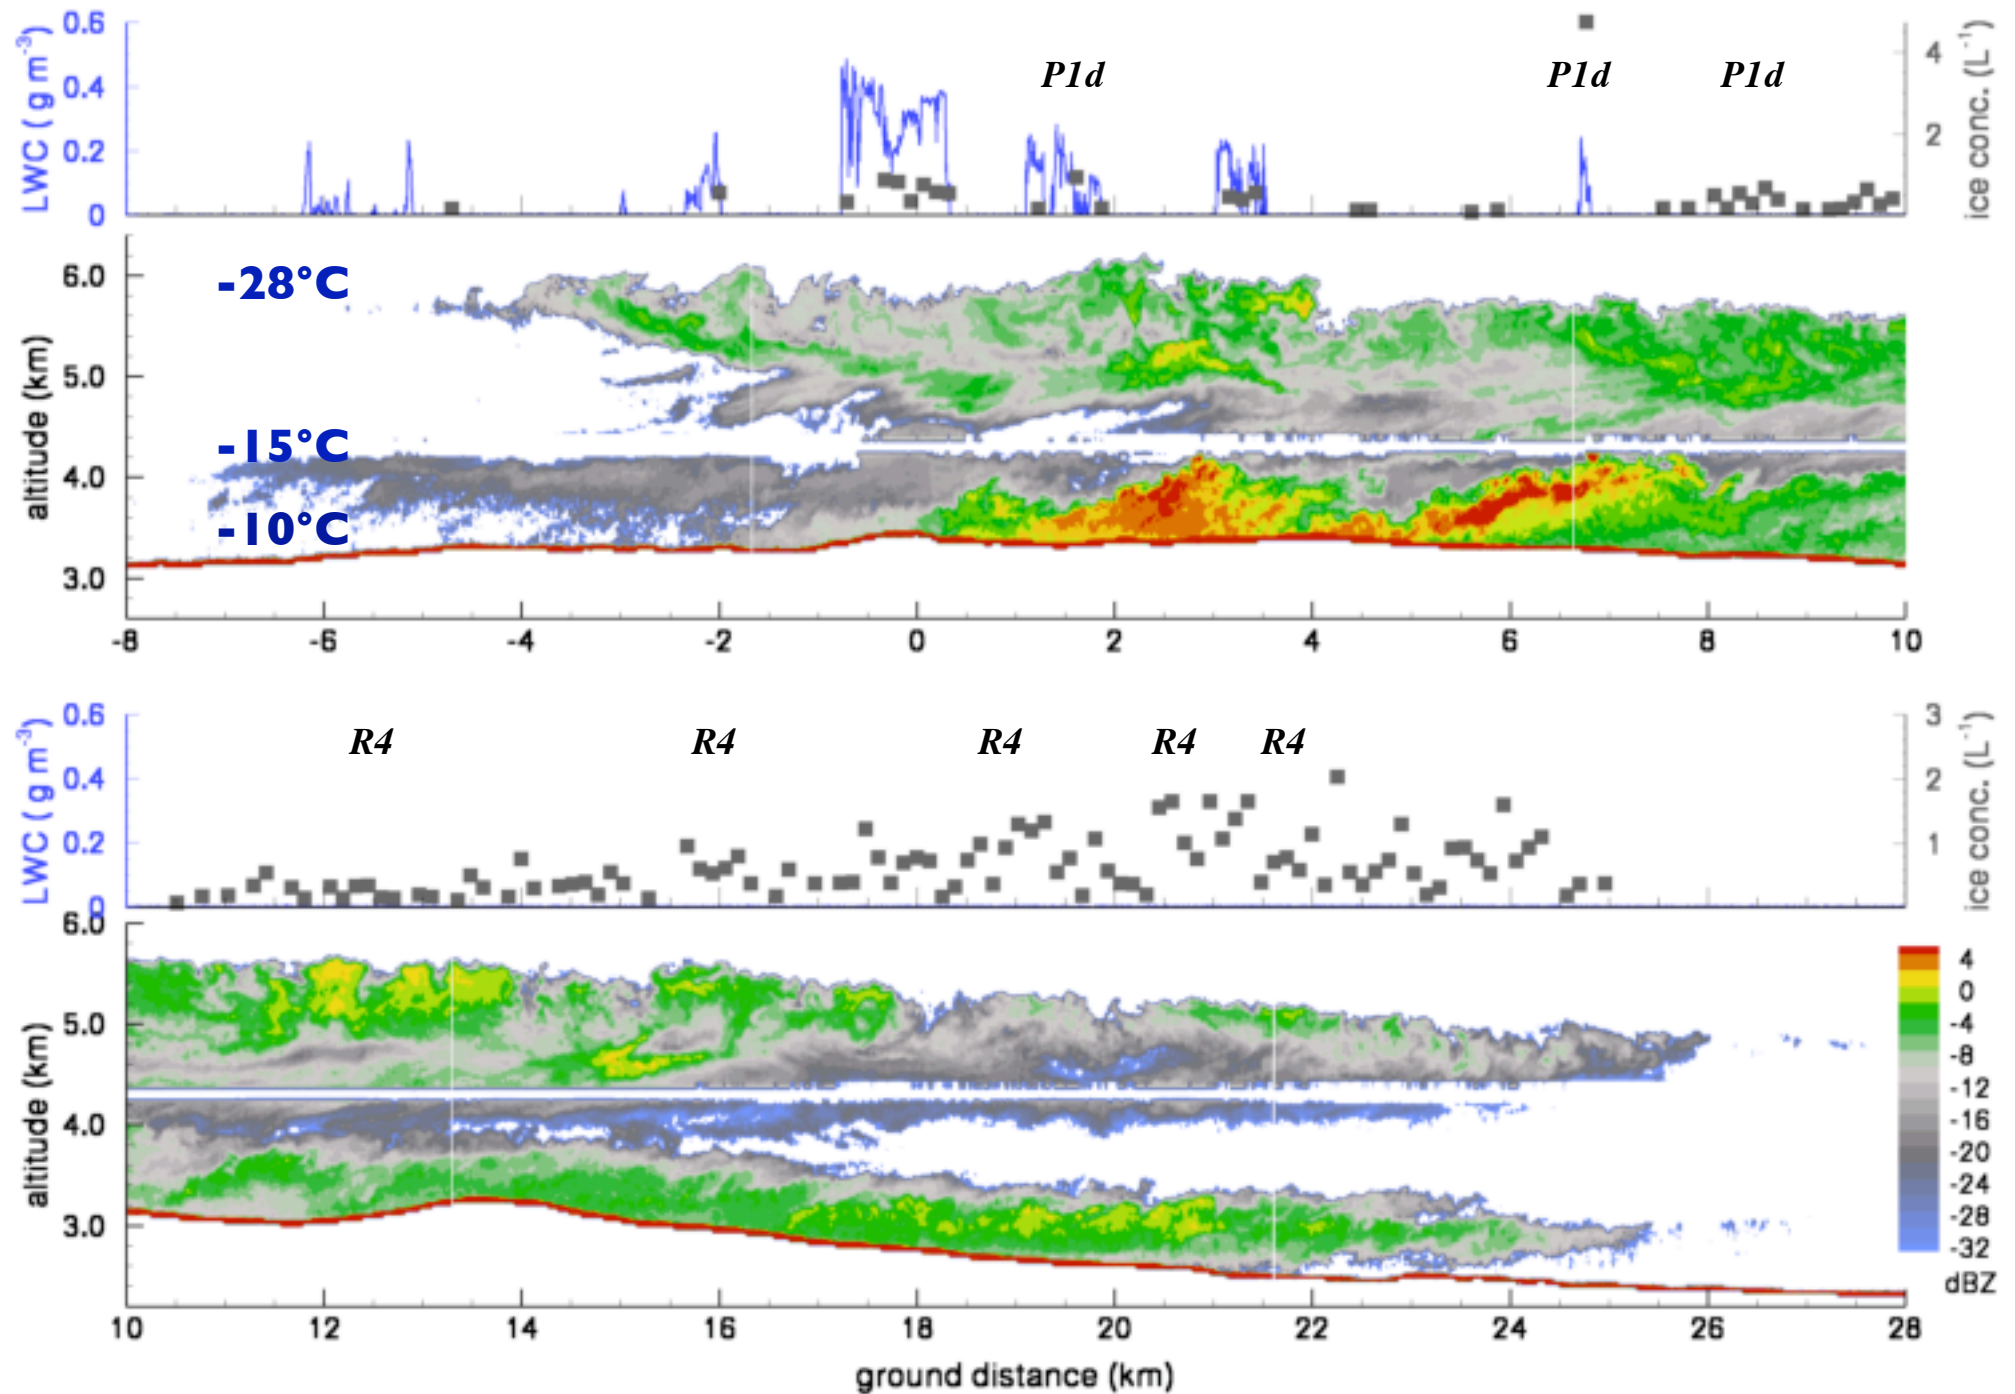 LWC ( g m⁻³)
0.6
0.4
0.2
0
P1d P1d P1d
4
2
ice conc. (L⁻¹)
altitude (km)
6.0
5.0
4.0
3.0
-28°C
-15°C
-10°C
-8 -6 -4 -2 0 2 4 6 8 10
LWC ( g m⁻³)
0.6
0.4
0.2
0
R4 R4 R4 R4 R4
3
2
1
ice conc. (L⁻¹)
altitude (km)
6.0
5.0
4.0
3.0
4
0
-4
-8
-12
-16
-20
-24
-28
-32
dBZ
10 12 14 16 18 20 22 24 26 28
ground distance (km)